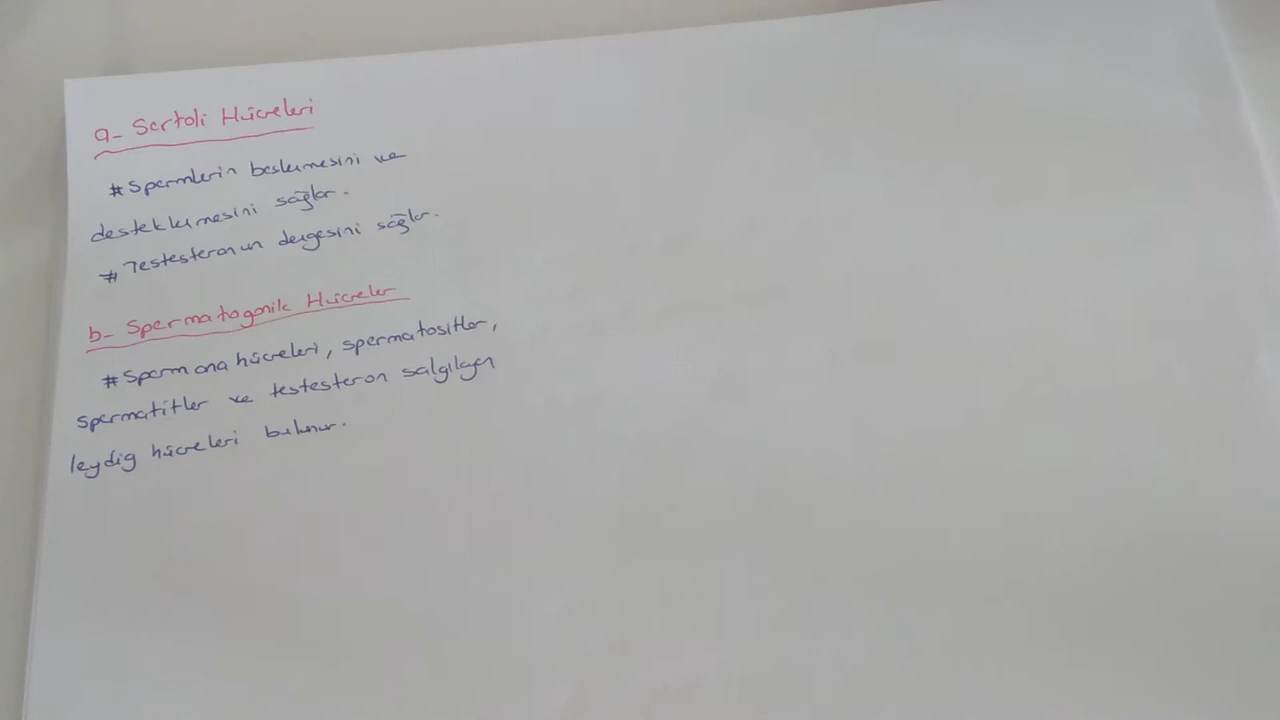 a- Sertoli Hücreleri
# Spermlerin beslenmesini ve
desteklenmesini sağlar.
# Testesteronun dengesini sağlar.
b- Spermatogonik Hücreler
# Sperm ana hücreleri, spermatositler,
spermatitler ve testesteron salgılayan
leydig hücreleri bulunur.